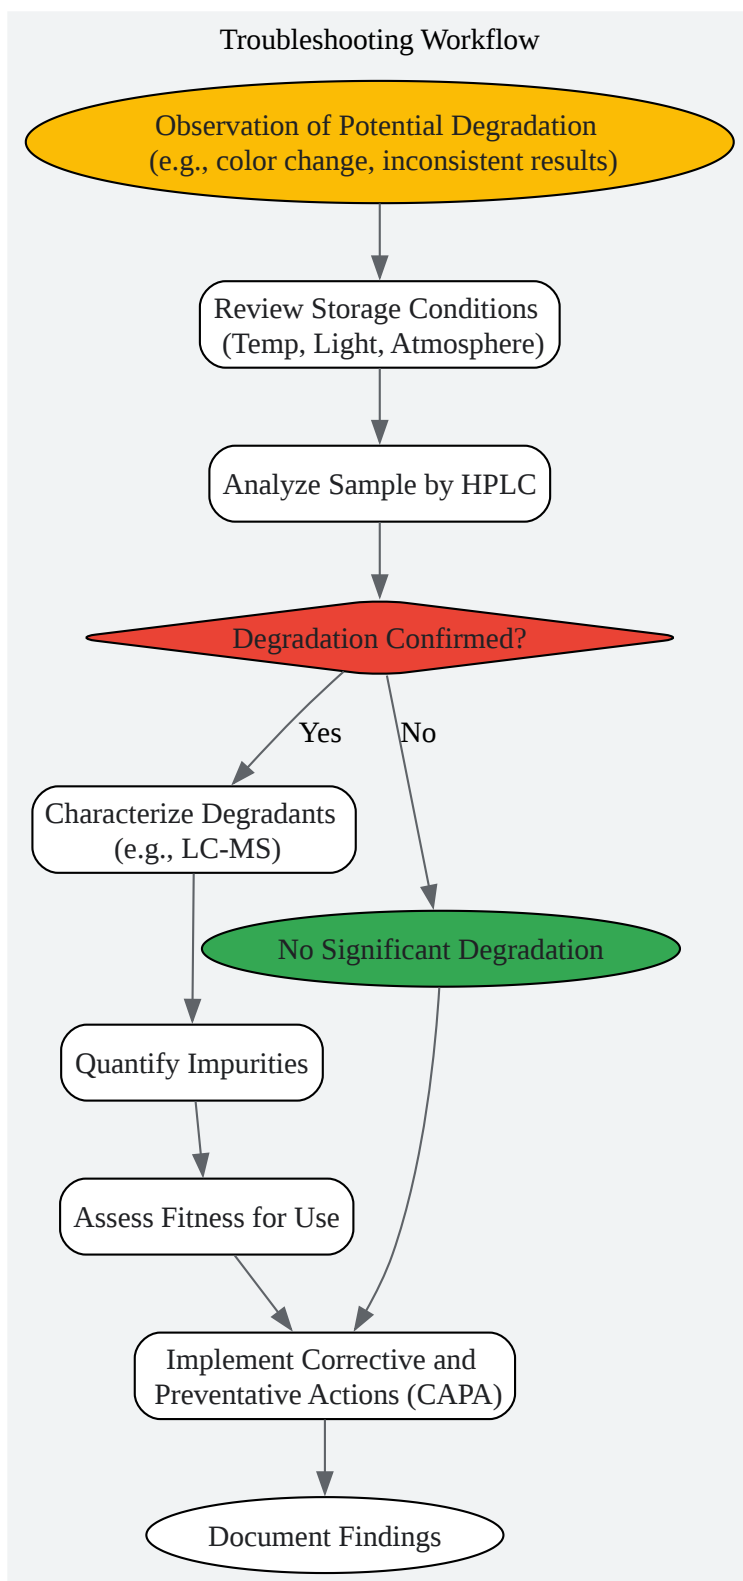 Troubleshooting Workflow
Observation of Potential Degradation
(e.g., color change, inconsistent results)
Review Storage Conditions
(Temp, Light, Atmosphere)
Analyze Sample by HPLC
Degradation Confirmed?
Yes
No
Characterize Degradants
(e.g., LC-MS)
No Significant Degradation
Quantify Impurities
Assess Fitness for Use
Implement Corrective and
Preventative Actions (CAPA)
Document Findings